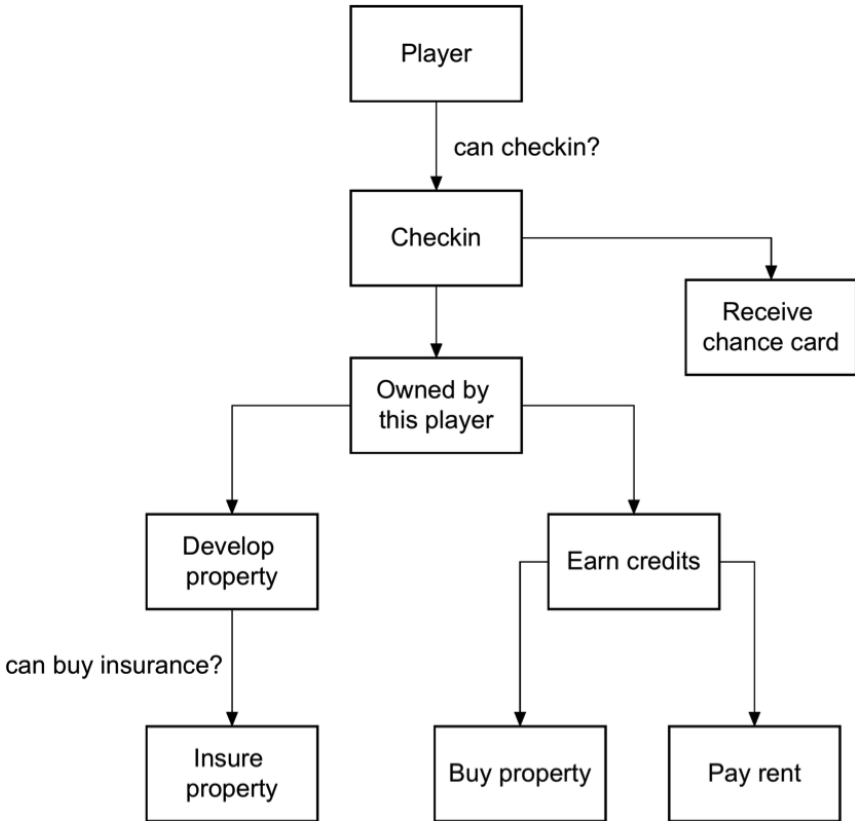 Player
can checkin?
Checkin
Receive
chance card
Owned by
this player
Develop
property
Earn credits
can buy insurance?
Insure
property
Buy property
Pay rent